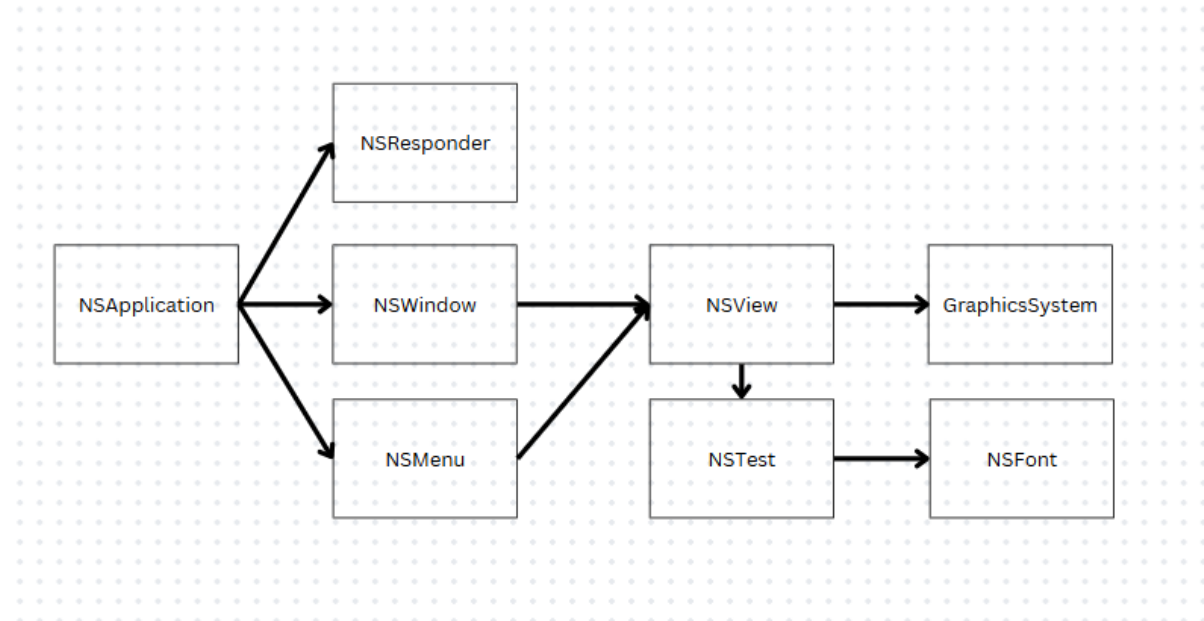 NSResponder
NSApplication
NSWindow
NSView
GraphicsSystem
NSMenu
NSTest
NSFont